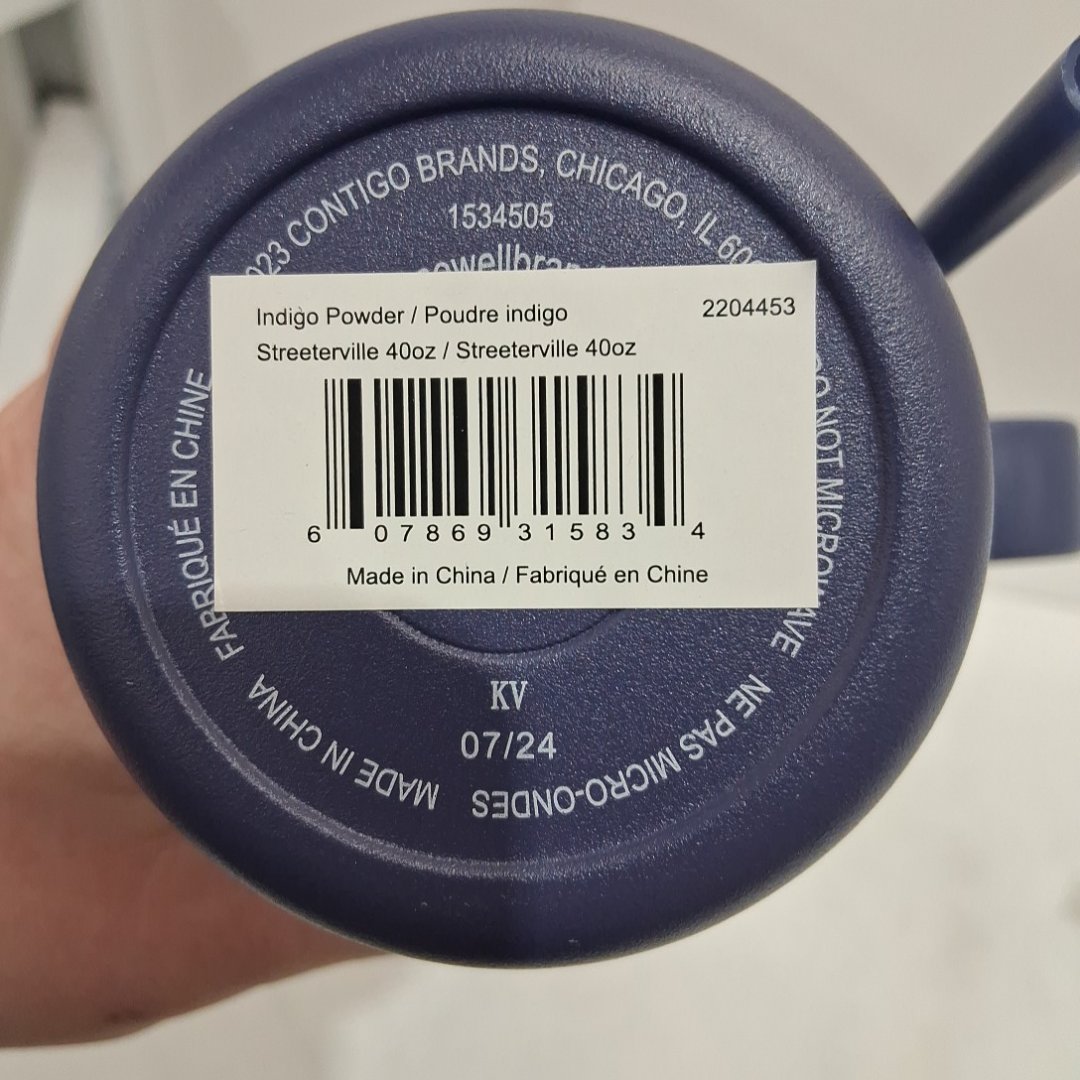 CONTIGO BRANDS, CHICAGO, IL
1534505
Indigo Powder / Poudre indigo
2204453
Streeterville 40oz / Streeterville 40oz
6 07869 31583 4
Made in China / Fabriqué en Chine
DO NOT MICROWAVE
NE PAS MICRO-ONDES
MADE IN CHINA
FABRIQUÉ EN CHINE
KV
07/24